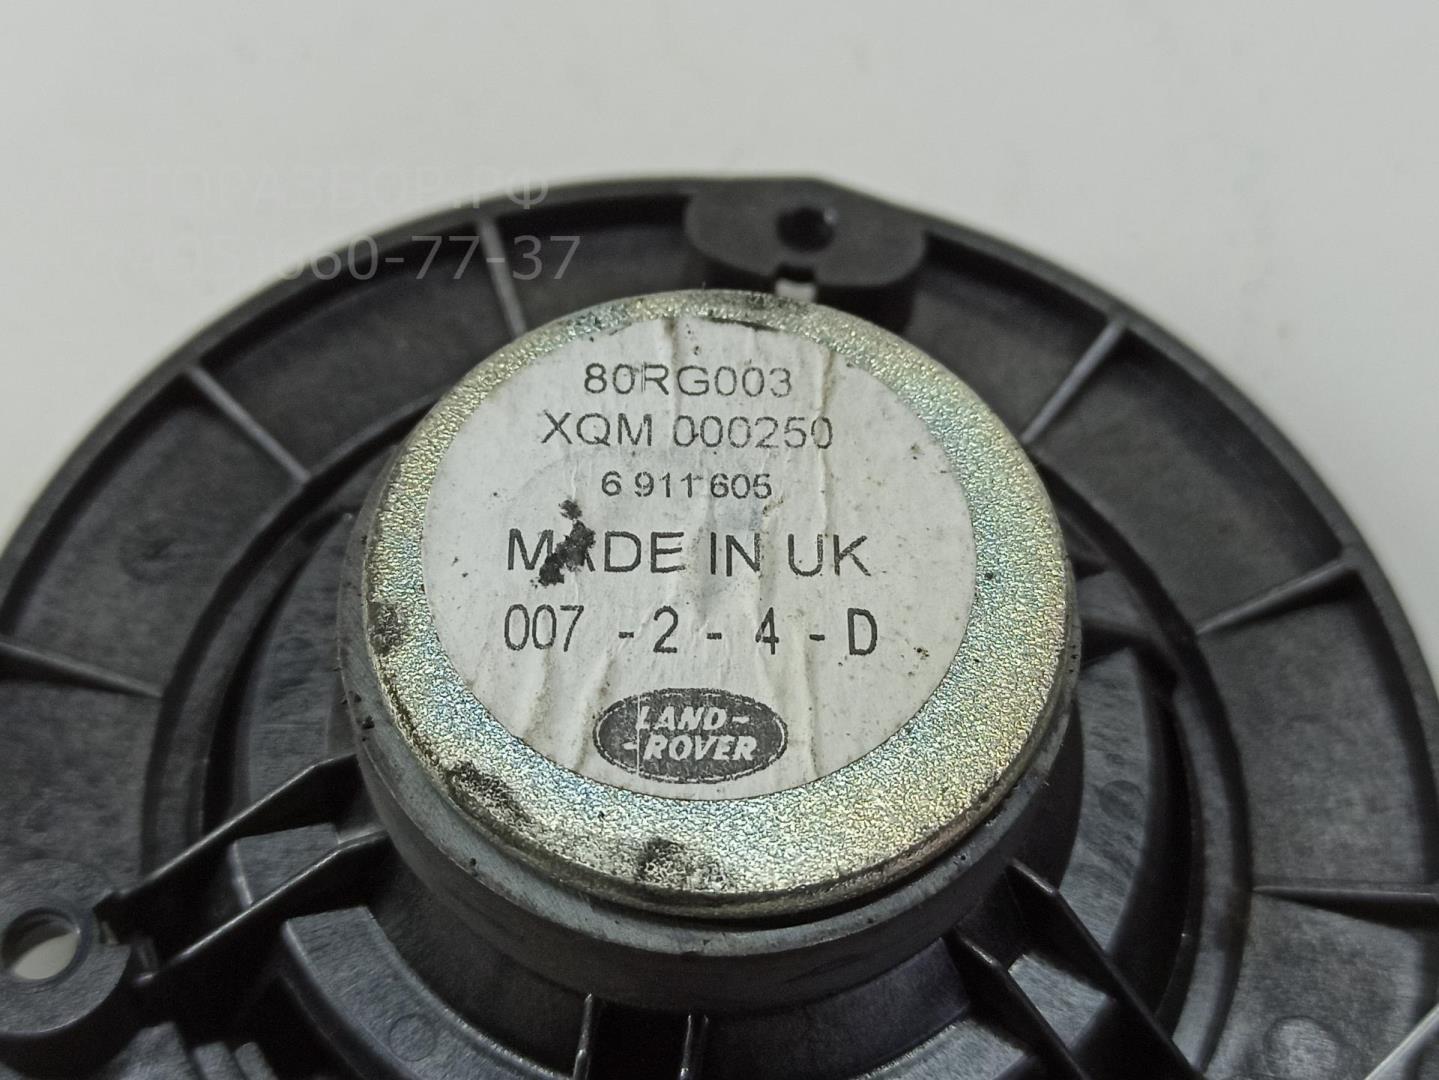 80RG003
XQM 000250
6 911 605
MADE IN UK
007 - 2 - 4 - D
LAND-
-ROVER